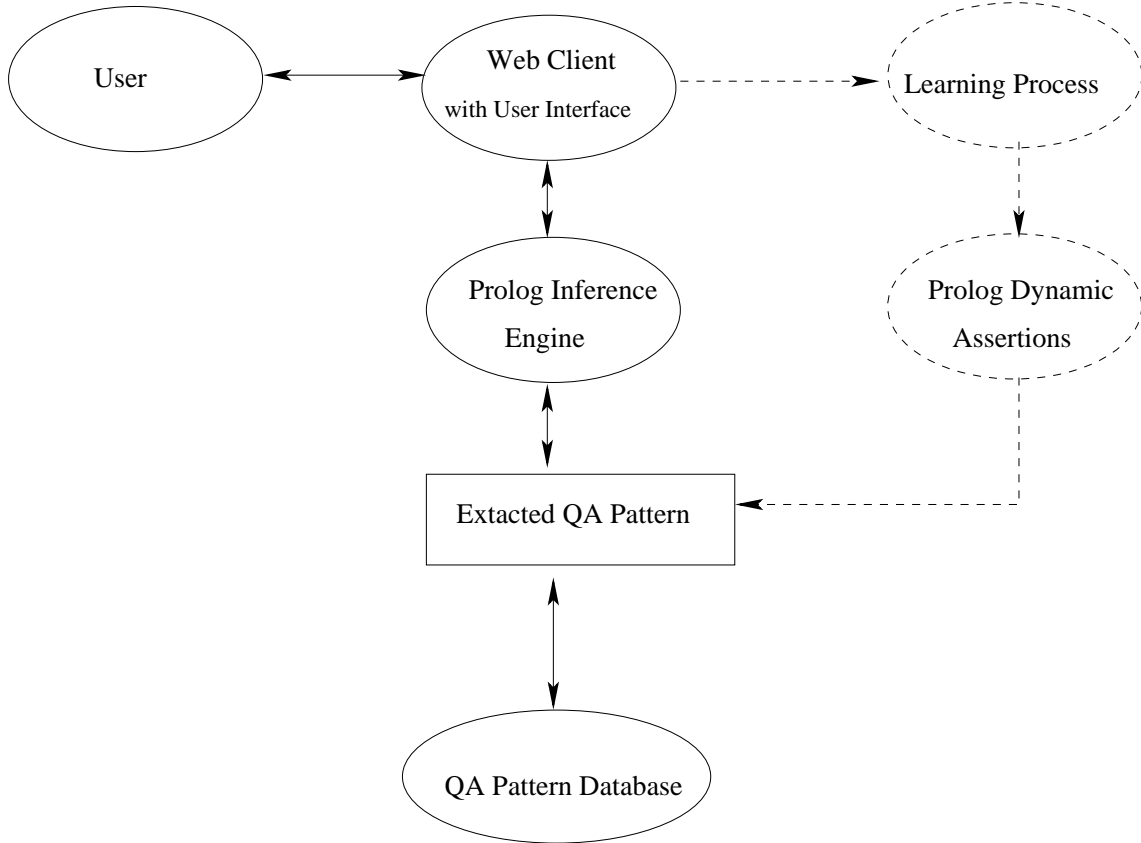 User
Web Client
with User Interface
Learning Process
Prolog Inference
Engine
Prolog Dynamic
Assertions
Extacted QA Pattern
QA Pattern Database